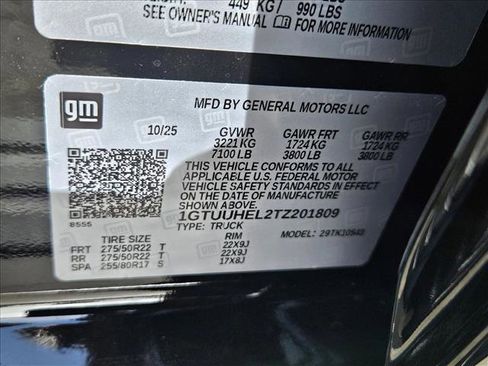 449 KG / 990 LBS
SEE OWNER'S MANUAL FOR MORE INFORMATION
gm
MFD BY GENERAL MOTORS LLC
10/25 GVWR GAWR FRT GAWR RR
3221 KG 1724 KG 1724 KG
7100 LB 3800 LB 3800 LB
THIS VEHICLE CONFORMS TO ALL
APPLICABLE U.S. FEDERAL MOTOR
VEHICLE SAFETY STANDARDS IN EFFECT
ON THE DATE OF MANUFACTURE SHOWN ABOVE.
1GTUUHEL2TZ201809
8555 TYPE: TRUCK MODEL: 29TK10543
TIRE SIZE RIM
FRT 275/50R22 T 22X9J
RR 275/50R22 T 22X9J
SPA 255/80R17 S 17X8J